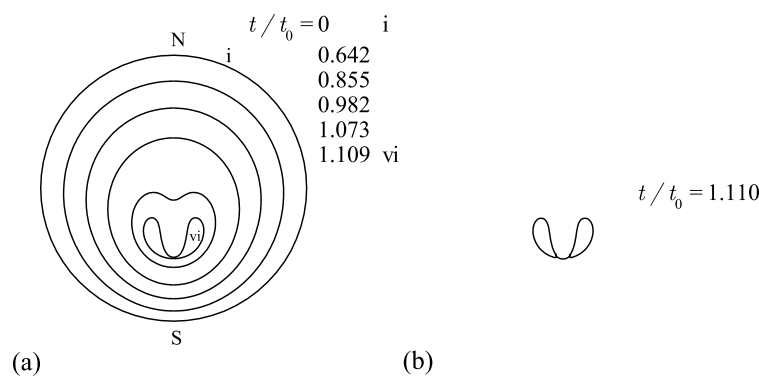 t / t₀ = 0 i
N
i
0.642
0.855
0.982
1.073
1.109 vi
t / t₀ = 1.110
vi
S
(a)
(b)